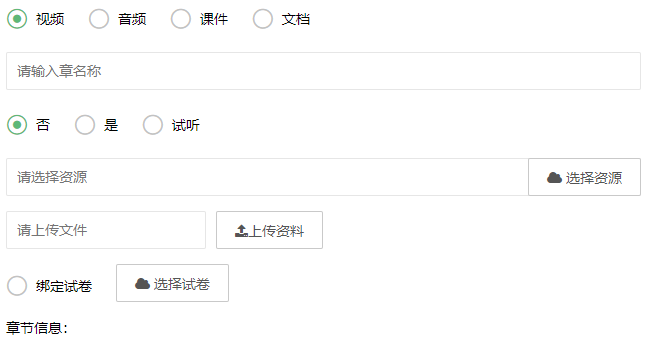 视频 音频 课件 文档
请输入章名称
否 是 试听
请选择资源 选择资源
请上传文件 上传资料
绑定试卷 选择试卷
章节信息：